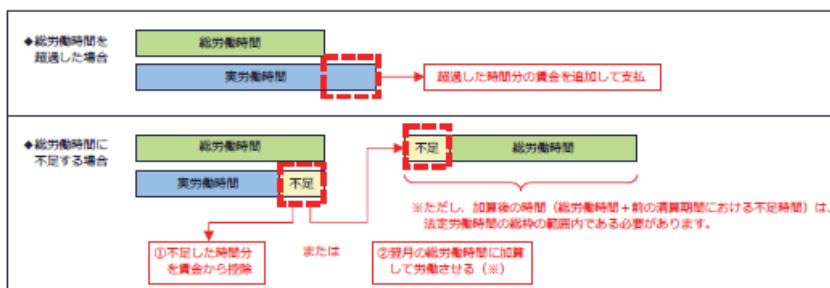 ◆総労働時間を
超過した場合
総労働時間
実労働時間
超過した時間分の賃金を追加して支払
◆総労働時間に
不足する場合
総労働時間
実労働時間
不足
不足
総労働時間
※ただし、加算後の時間（総労働時間＋前の清算期間における不足時間）は、
法定労働時間の総枠の範囲内である必要があります。
①不足した時間分
を賃金から控除
または
②翌月の総労働時間に加算
して労働させる（※）